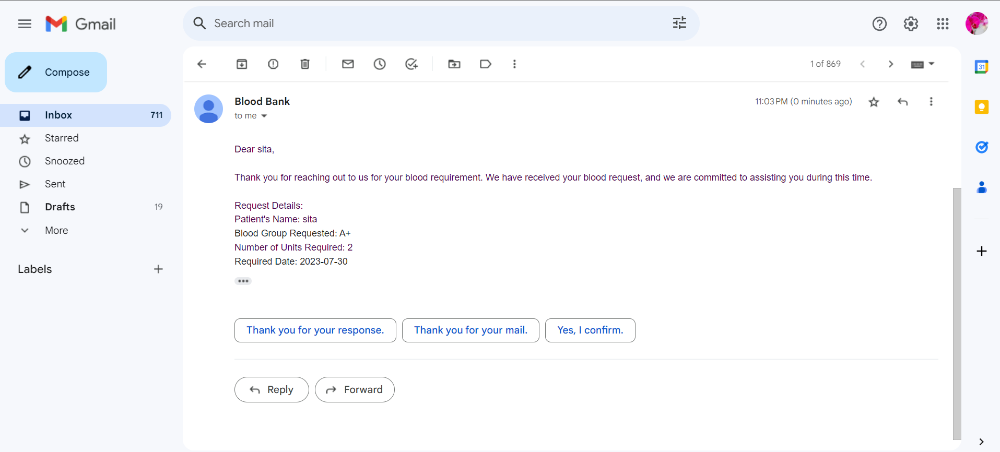 Gmail
Search mail
Compose
1 of 869
31
Inbox 711
Starred
Snoozed
Sent
Drafts 19
More
Labels
Blood Bank
11:03 PM (0 minutes ago)
to me
Dear sita,
Thank you for reaching out to us for your blood requirement. We have received your blood request, and we are committed to assisting you during this time.
Request Details:
Patient's Name: sita
Blood Group Requested: A+
Number of Units Required: 2
Required Date: 2023-07-30
Thank you for your response.
Thank you for your mail.
Yes, I confirm.
Reply
Forward